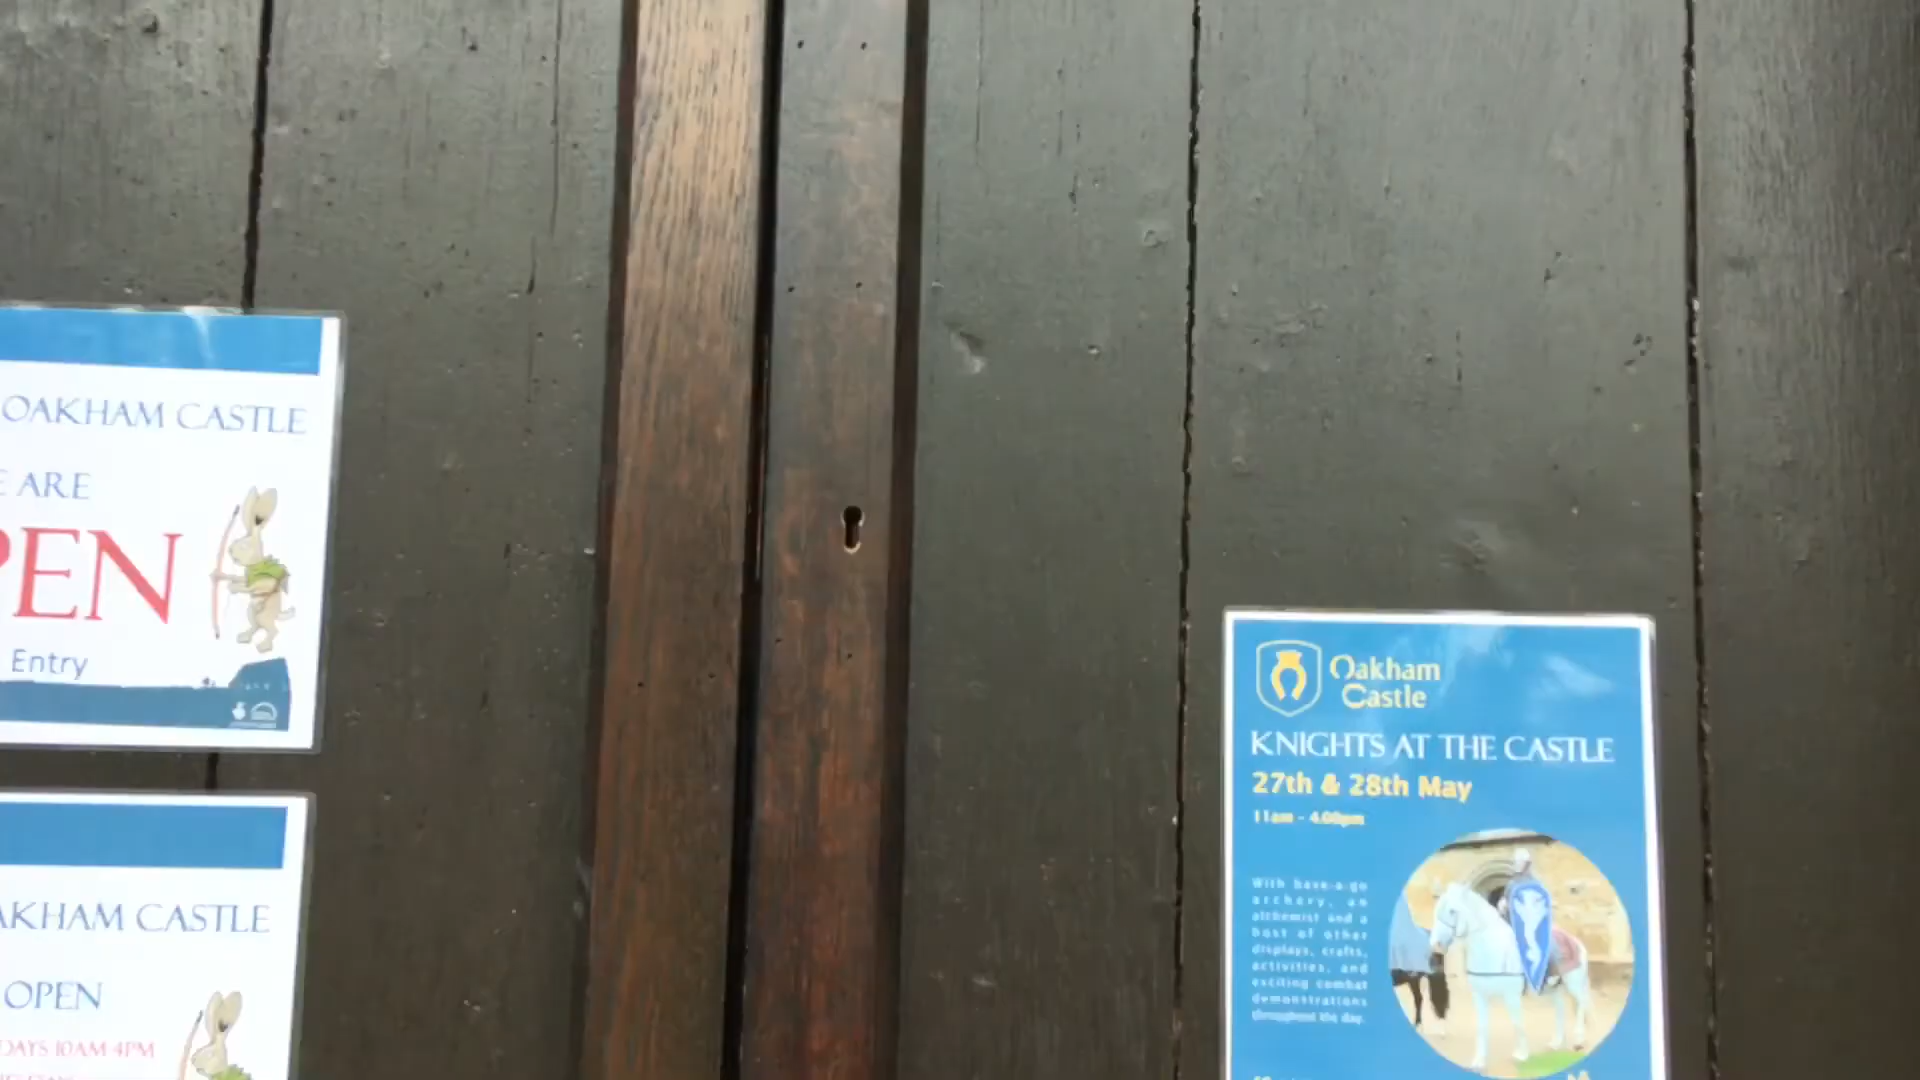 OAKHAM CASTLE
ARE
PEN
Entry
AKHAM CASTLE
OPEN
DAYS 10AM-4PM
Oakham
Castle
KNIGHTS AT THE CASTLE
27th & 28th May
11am - 4.00pm
With have-a-go
archery, an
alchemist and a
host of other
displays, crafts,
activities, and
exciting combat
demonstrations
throughout the day.